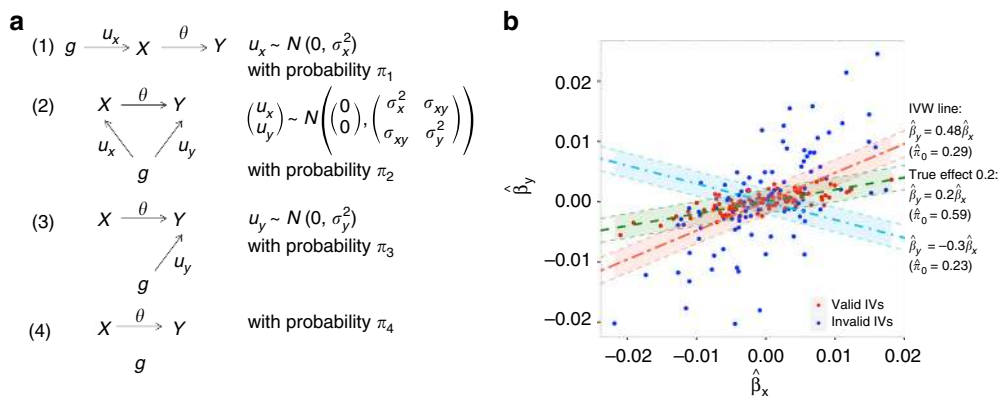 a
(1) g u_x X θ Y u_x ~ N (0, σ_x^2)
with probability π_1
(2) X θ Y
u_x u_y
g
(u_x u_y) ~ N((0 0), (σ_x^2 σ_xy σ_xy σ_y^2))
with probability π_2
(3) X θ Y u_y ~ N (0, σ_y^2)
with probability π_3
u_y
g
(4) X θ Y with probability π_4
g
b
0.02
0.01
0.00
−0.01
−0.02
β̂_y
−0.02 −0.01 0.00 0.01 0.02
β̂_x
Valid IVs
Invalid IVs
IVW line:
β̂_y = 0.48β̂_x
(π̂_0 = 0.29)
True effect 0.2:
β̂_y = 0.2β̂_x
(π̂_0 = 0.59)
β̂_y = −0.3β̂_x
(π̂_0 = 0.23)